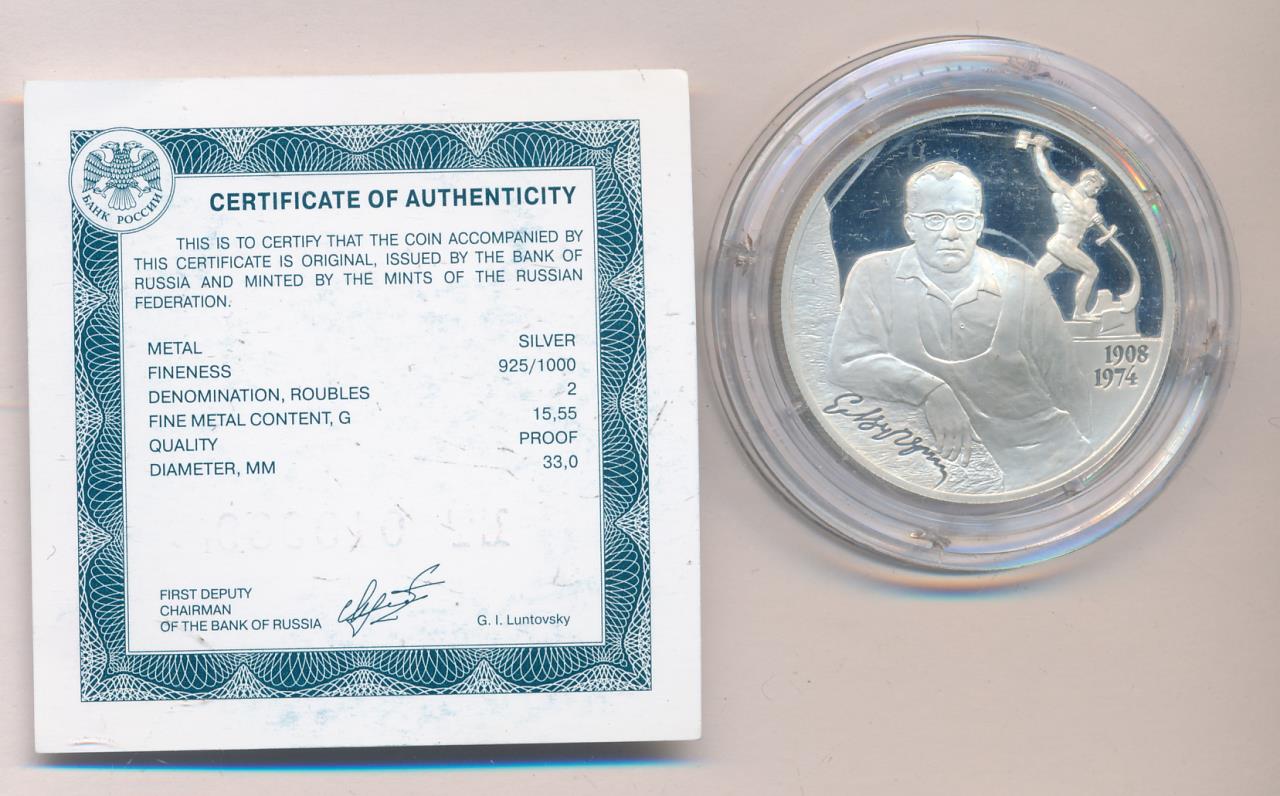 БАНК РОССИИ
CERTIFICATE OF AUTHENTICITY
THIS IS TO CERTIFY THAT THE COIN ACCOMPANIED BY
THIS CERTIFICATE IS ORIGINAL, ISSUED BY THE BANK OF
RUSSIA AND MINTED BY THE MINTS OF THE RUSSIAN
FEDERATION.
METAL SILVER
FINENESS 925/1000
DENOMINATION, ROUBLES 2
FINE METAL CONTENT, G 15,55
QUALITY PROOF
DIAMETER, MM 33,0
FIRST DEPUTY
CHAIRMAN
OF THE BANK OF RUSSIA G. I. Luntovsky
1908
1974